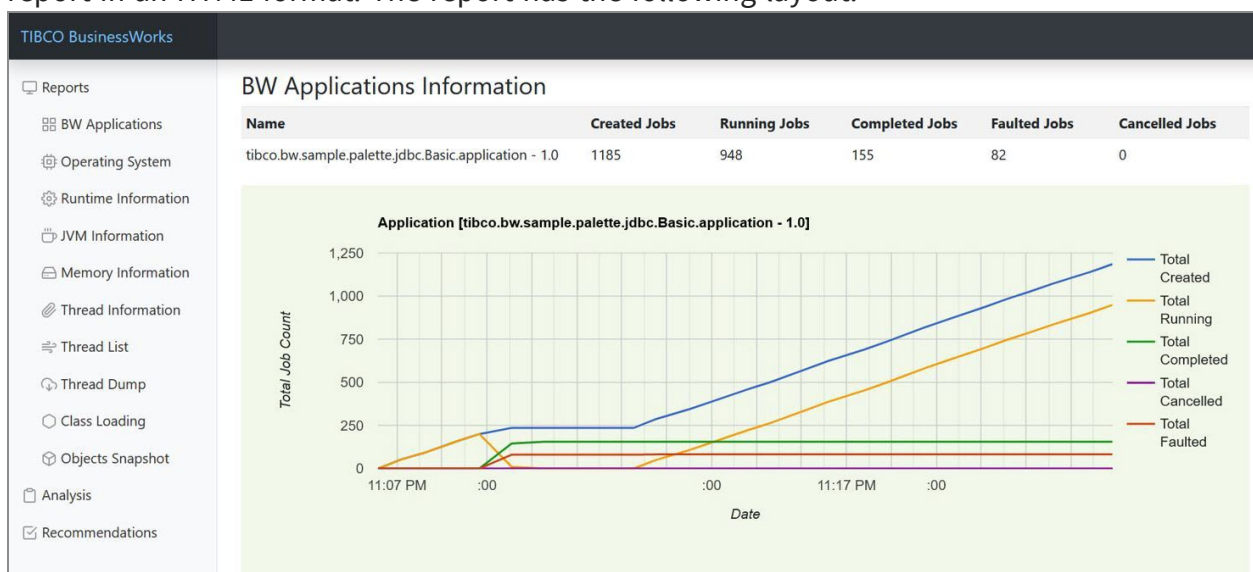 report in an HTML format. The report has the following layout:
TIBCO BusinessWorks
Reports
BW Applications
Operating System
Runtime Information
JVM Information
Memory Information
Thread Information
Thread List
Thread Dump
Class Loading
Objects Snapshot
Analysis
Recommendations
BW Applications Information
Name Created Jobs Running Jobs Completed Jobs Faulted Jobs Cancelled Jobs
tibco.bw.sample.palette.jdbc.Basic.application - 1.0 1185 948 155 82 0
Application [tibco.bw.sample.palette.jdbc.Basic.application - 1.0]
Total Job Count
1,250
1,000
750
500
250
0
11:07 PM :00 :00 11:17 PM :00
Date
Total
Created
Total
Running
Total
Completed
Total
Cancelled
Total
Faulted